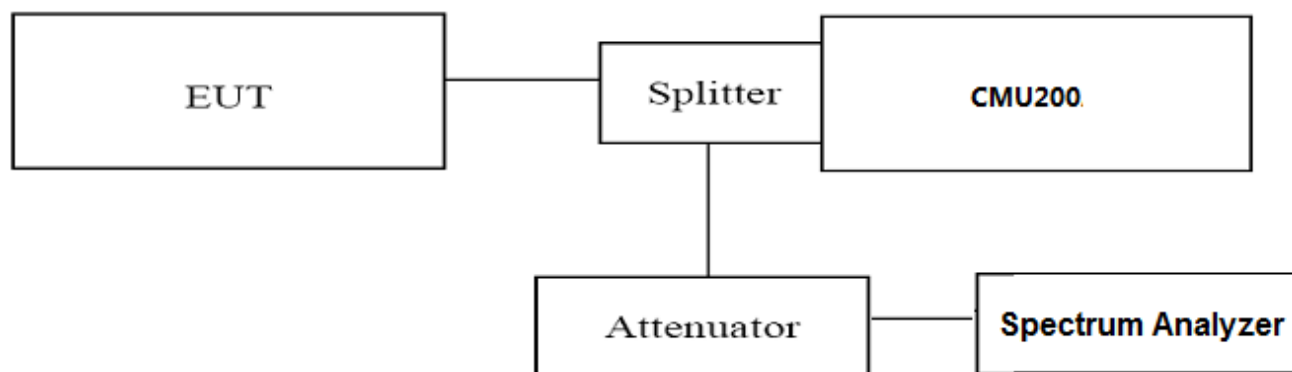 EUT
Splitter
CMU200.
Attenuator
Spectrum Analyzer